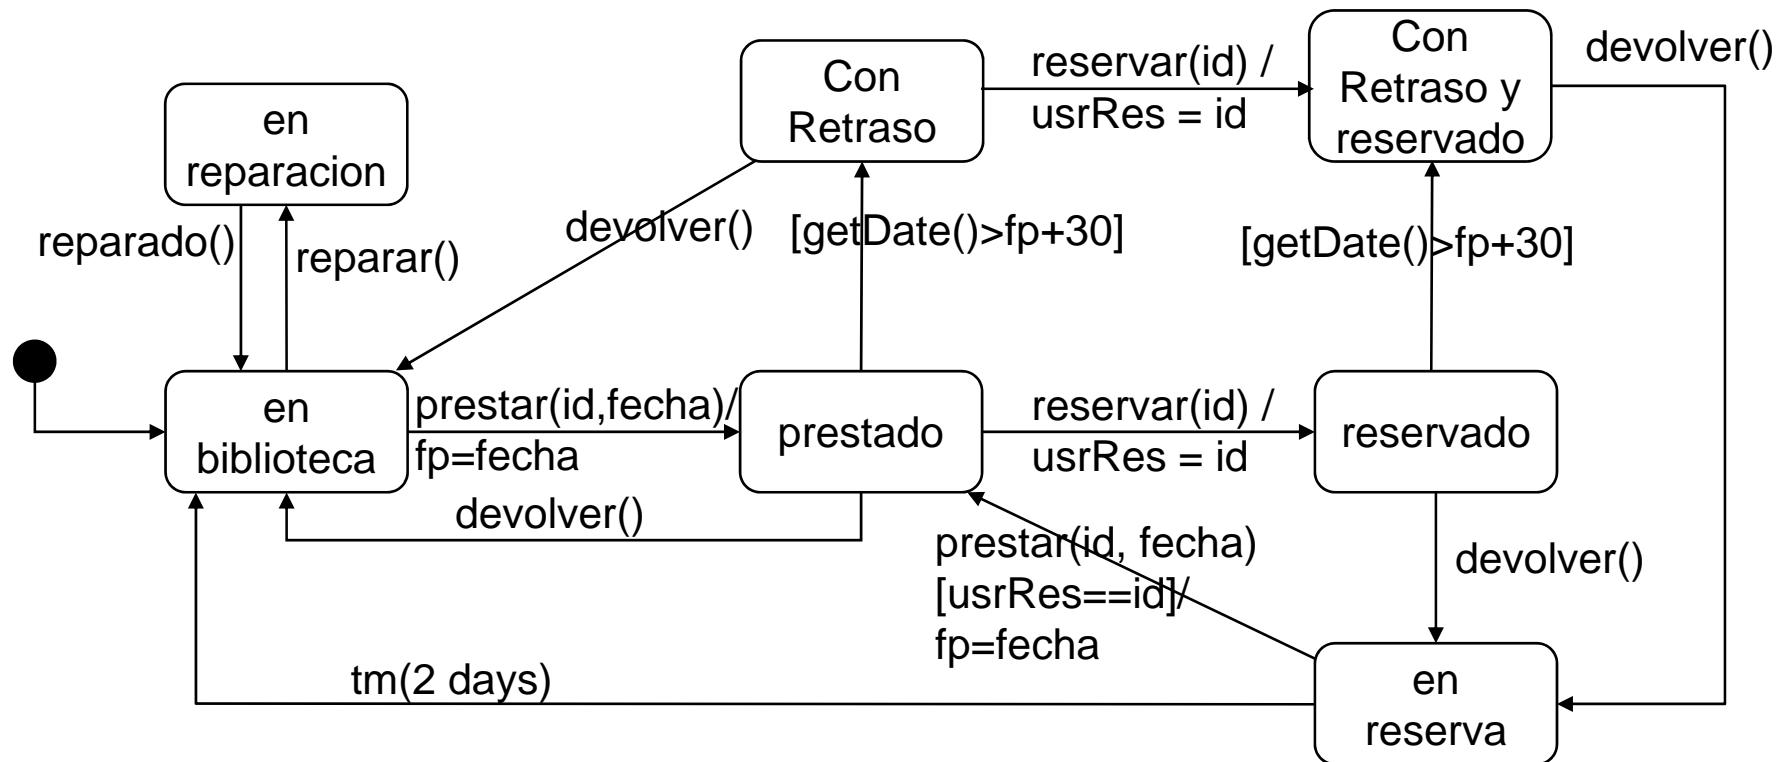 Con
Retraso y
reservado
devolver()
Con
Retraso
reservar(id) /
usrRes = id
en
reparacion
reparado()
reparar()
devolver()
[getDate()>fp+30]
[getDate()>fp+30]
en
biblioteca
prestar(id,fecha)/
fp=fecha
prestado
reservar(id) /
usrRes = id
reservado
devolver()
prestar(id, fecha)
[usrRes==id]/
fp=fecha
devolver()
tm(2 days)
en
reserva